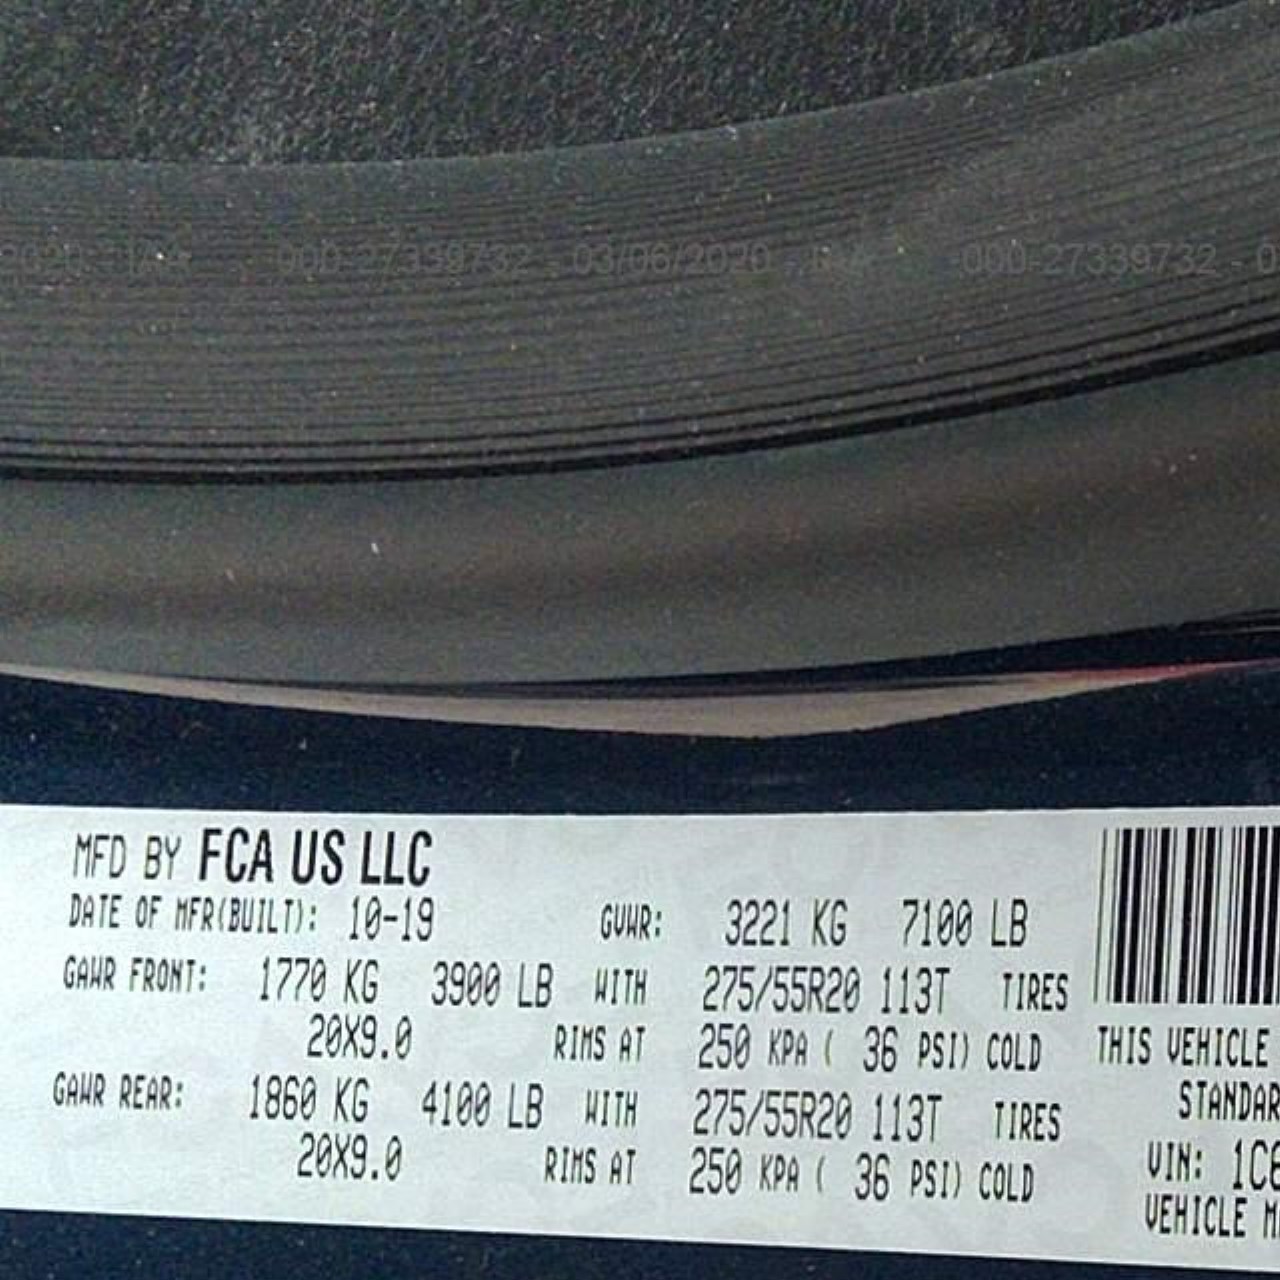 000-27339732 - 03/06/2020 - 000-27339732 - 0
MFD BY FCA US LLC
DATE OF MFR(BUILT): 10-19 GVWR: 3221 KG 7100 LB
GAWR FRONT: 1770 KG 3900 LB WITH 275/55R20 113T TIRES
20X9.0 RIMS AT 250 KPA ( 36 PSI) COLD
THIS VEHICLE
GAWR REAR: 1860 KG 4100 LB WITH 275/55R20 113T TIRES
STANDAR
20X9.0 RIMS AT 250 KPA ( 36 PSI) COLD
VIN: 1C6
VEHICLE M